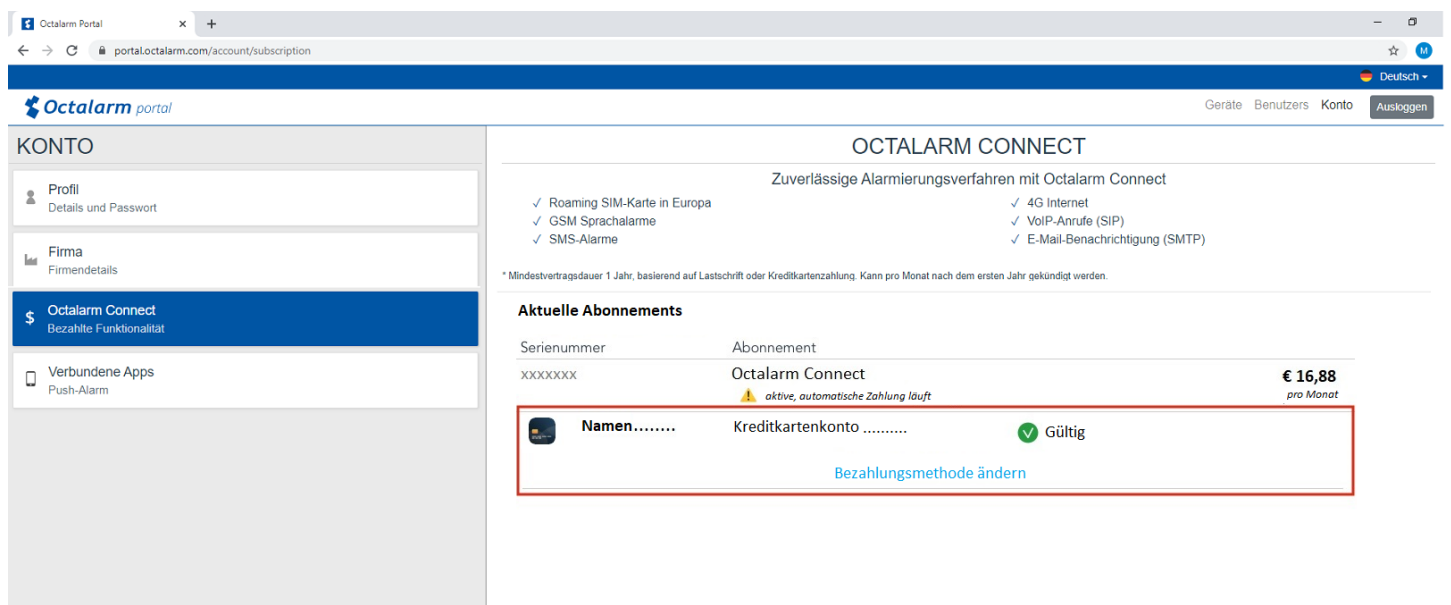 Octalarm Portal
portal.octalarm.com/account/subscription
M
Deutsch
Octalarm portal
Geräte Benutzers Konto Ausloggen
KONTO
Profil
Details und Passwort
Firma
Firmendetails
$ Octalarm Connect
Bezahlte Funktionalität
Verbundene Apps
Push-Alarm
OCTALARM CONNECT
Zuverlässige Alarmierungsverfahren mit Octalarm Connect
✓ Roaming SIM-Karte in Europa
✓ GSM Sprachalarme
✓ SMS-Alarme
✓ 4G Internet
✓ VoIP-Anrufe (SIP)
✓ E-Mail-Benachrichtigung (SMTP)
* Mindestvertragsdauer 1 Jahr, basierend auf Lastschrift oder Kreditkartenzahlung. Kann pro Monat nach dem ersten Jahr gekündigt werden.
Aktuelle Abonnements
Serienummer Abonnement
xxxxxxx Octalarm Connect € 16,88
aktive, automatische Zahlung läuft pro Monat
Namen........ Kreditkartenkonto .......... Gültig
Bezahlungsmethode ändern